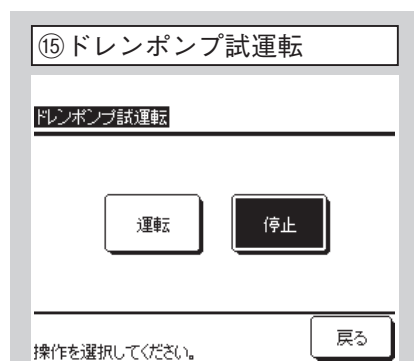 ⑮ドレンポンプ試運転
ドレンポンプ試運転
運転
停止
操作を選択してください。
戻る